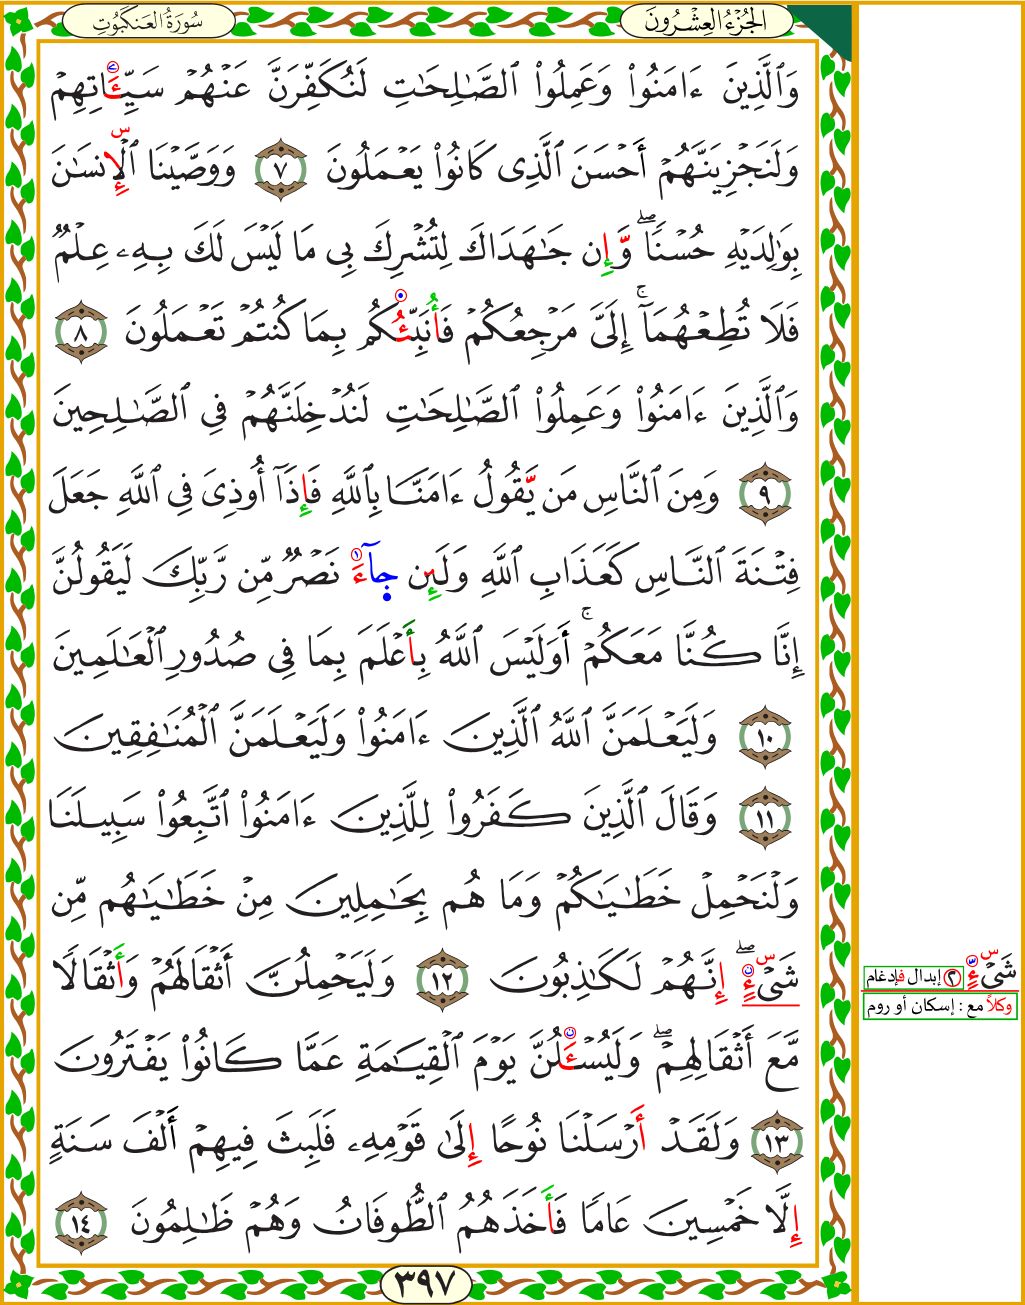 الجُزْءُ العِشْرُونَ
سُورَةُ العَنكَبُوتِ
وَٱلَّذِينَ ءَامَنُوا۟ وَعَمِلُوا۟ ٱلصَّـٰلِحَـٰتِ لَنُكَفِّرَنَّ عَنْهُمْ سَيِّـَٔاتِهِمْ
وَلَنَجْزِيَنَّهُمْ أَحْسَنَ ٱلَّذِى كَانُوا۟ يَعْمَلُونَ ٧ وَوَصَّيْنَا ٱلْإِنسَـٰنَ
بِوَٰلِدَيْهِ حُسْنًا ۖ وَّإِن جَـٰهَدَاكَ لِتُشْرِكَ بِى مَا لَيْسَ لَكَ بِهِۦ عِلْمٌ
فَلَا تُطِعْهُمَآ ۚ إِلَىَّ مَرْجِعُكُمْ فَأُنَبِّئُكُم بِمَا كُنتُمْ تَعْمَلُونَ ٨
وَٱلَّذِينَ ءَامَنُوا۟ وَعَمِلُوا۟ ٱلصَّـٰلِحَـٰتِ لَنُدْخِلَنَّهُمْ فِى ٱلصَّـٰلِحِينَ
٩ وَمِنَ ٱلنَّاسِ مَن يَّقُولُ ءَامَنَّا بِٱللَّهِ فَإِذَآ أُوذِىَ فِى ٱللَّهِ جَعَلَ
فِتْنَةَ ٱلنَّاسِ كَعَذَابِ ٱللَّهِ وَلَئِن جِآءَ نَصْرٌ مِّن رَّبِّكَ لَيَقُولُنَّ
إِنَّا كُنَّا مَعَكُمْ ۚ أَوَلَيْسَ ٱللَّهُ بِأَعْلَمَ بِمَا فِى صُدُورِ ٱلْعَـٰلَمِينَ
١٠ وَلَيَعْلَمَنَّ ٱللَّهُ ٱلَّذِينَ ءَامَنُوا۟ وَلَيَعْلَمَنَّ ٱلْمُنَـٰفِقِينَ
١١ وَقَالَ ٱلَّذِينَ كَفَرُوا۟ لِلَّذِينَ ءَامَنُوا۟ ٱتَّبِعُوا۟ سَبِيلَنَا
وَلْنَحْمِلْ خَطَـٰيَـٰكُمْ وَمَا هُم بِحَـٰمِلِينَ مِنْ خَطَـٰيَـٰهُم مِّن
شَىْءٍ ۖ إِنَّهُمْ لَكَـٰذِبُونَ ١٢ وَلَيَحْمِلُنَّ أَثْقَالَهُمْ وَأَثْقَالًا
مَّعَ أَثْقَالِهِمْ ۖ وَلَيُسْـَٔلُنَّ يَوْمَ ٱلْقِيَـٰمَةِ عَمَّا كَانُوا۟ يَفْتَرُونَ
١٣ وَلَقَدْ أَرْسَلْنَا نُوحًا إِلَىٰ قَوْمِهِۦ فَلَبِثَ فِيهِمْ أَلْفَ سَنَةٍ
إِلَّا خَمْسِينَ عَامًا فَأَخَذَهُمُ ٱلطُّوفَانُ وَهُمْ ظَـٰلِمُونَ ١٤
٣٩٧
شَىْءٍ ٢ إبدال فإدغام
وكلاً مع : إسكان أو روم